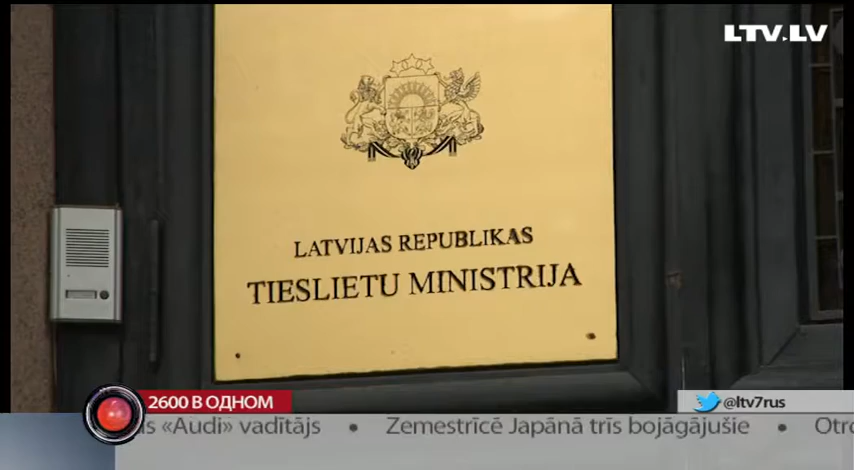 LTV.LV
LATVIJAS REPUBLIKAS
TIESLIETU MINISTRIJA
2600 В ОДНОМ
@ltv7rus
«Audi» vadītājs • Zemestrīcē Japānā trīs bojāgājušie •